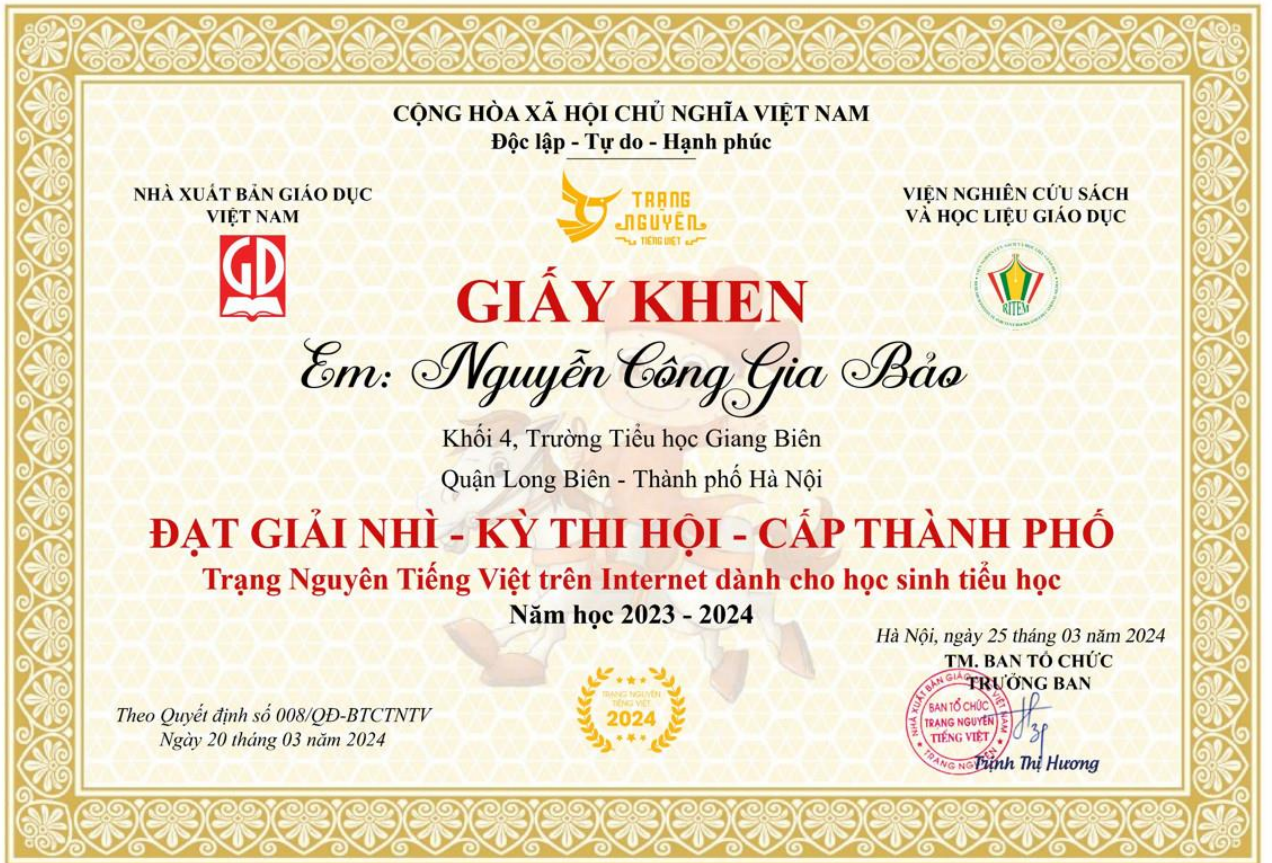 CỘNG HÒA XÃ HỘI CHỦ NGHĨA VIỆT NAM
Độc lập - Tự do - Hạnh phúc
NHÀ XUẤT BẢN GIÁO DỤC
VIỆT NAM
GD
TRẠNG
NGUYÊN
TIẾNG VIỆT
VIỆN NGHIÊN CỨU SÁCH
VÀ HỌC LIỆU GIÁO DỤC
RITEM
GIẤY KHEN
Em: Nguyễn Công Gia Bảo
Khối 4, Trường Tiểu học Giang Biên
Quận Long Biên - Thành phố Hà Nội
ĐẠT GIẢI NHÌ - KỲ THI HỘI - CẤP THÀNH PHỐ
Trạng Nguyên Tiếng Việt trên Internet dành cho học sinh tiểu học
Năm học 2023 - 2024
Hà Nội, ngày 25 tháng 03 năm 2024
TM. BAN TỔ CHỨC
TRƯỞNG BAN
Theo Quyết định số 008/QĐ-BTCTNTV
Ngày 20 tháng 03 năm 2024
TRẠNG NGUYÊN
TIẾNG VIỆT
2024
NHÀ XUẤT BẢN GIÁO VIỆT NAM
BAN TỔ CHỨC
TRẠNG NGUYÊN
TIẾNG VIỆT
Trịnh Thị Hương